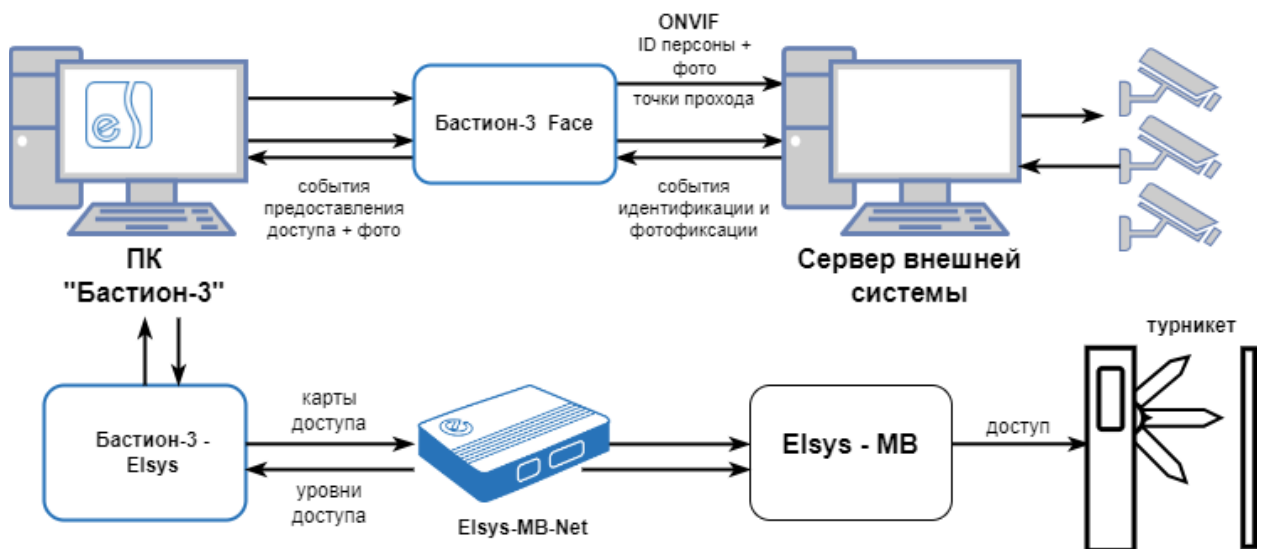 ONVIF
ID персоны +
фото
точки прохода
Бастион-3 Face
события
предоставления
доступа + фото
события
идентификации и
фотофиксации
ПК
"Бастион-3"
Сервер внешней
системы
турникет
карты
доступа
Бастион-3 -
Elsys
Elsys - MB
доступ
уровни
доступа
Elsys-MB-Net